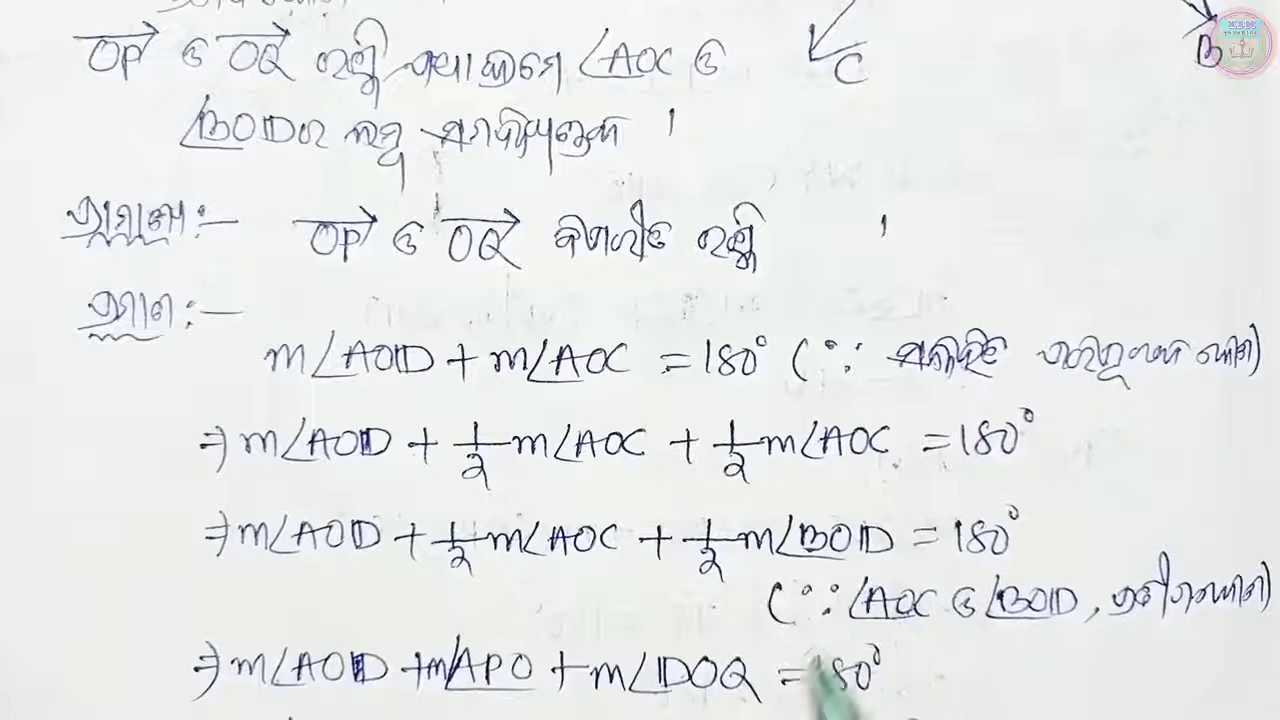 C B
OP ଓ OQ ରଶ୍ମି ଯଥାକ୍ରମେ ∠AOC ଓ
∠BODର ସମଦ୍ୱିଖଣ୍ଡକ ।
ପ୍ରାମାଣ୍ୟ :- OP ଓ OQ ବିପରୀତ ରଶ୍ମି ।
ପ୍ରମାଣ :-
m∠AOD + m∠AOC = 180° (∵ ସନ୍ନିହିତ ପରିପୂରକ କୋଣ)
⇒ m∠AOD + 1/2 m∠AOC + 1/2 m∠AOC = 180°
⇒ m∠AOD + 1/2 m∠AOC + 1/2 m∠BOD = 180°
(∵ ∠AOC ଓ ∠BOD, ପ୍ରତୀପ କୋଣ)
⇒ m∠AOD + m∠APO + m∠DOQ = 180°